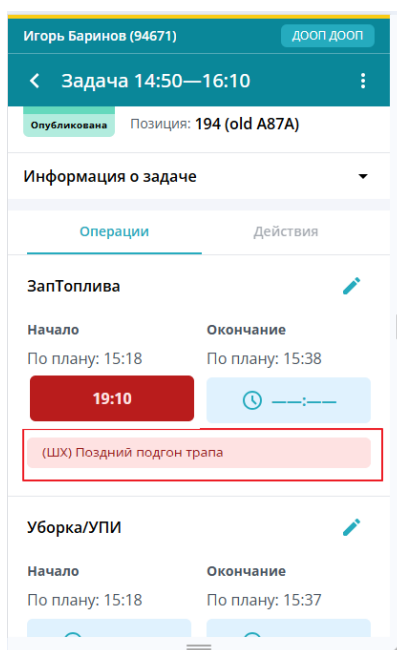 Игорь Баринов (94671) ДООП ДООП
Задача 14:50—16:10
Опубликована Позиция: 194 (old A87A)
Информация о задаче
Операции Действия
ЗапТоплива
Начало Окончание
По плану: 15:18 По плану: 15:38
19:10 ——:——
(ШХ) Поздний подгон трапа
Уборка/УПИ
Начало Окончание
По плану: 15:18 По плану: 15:37